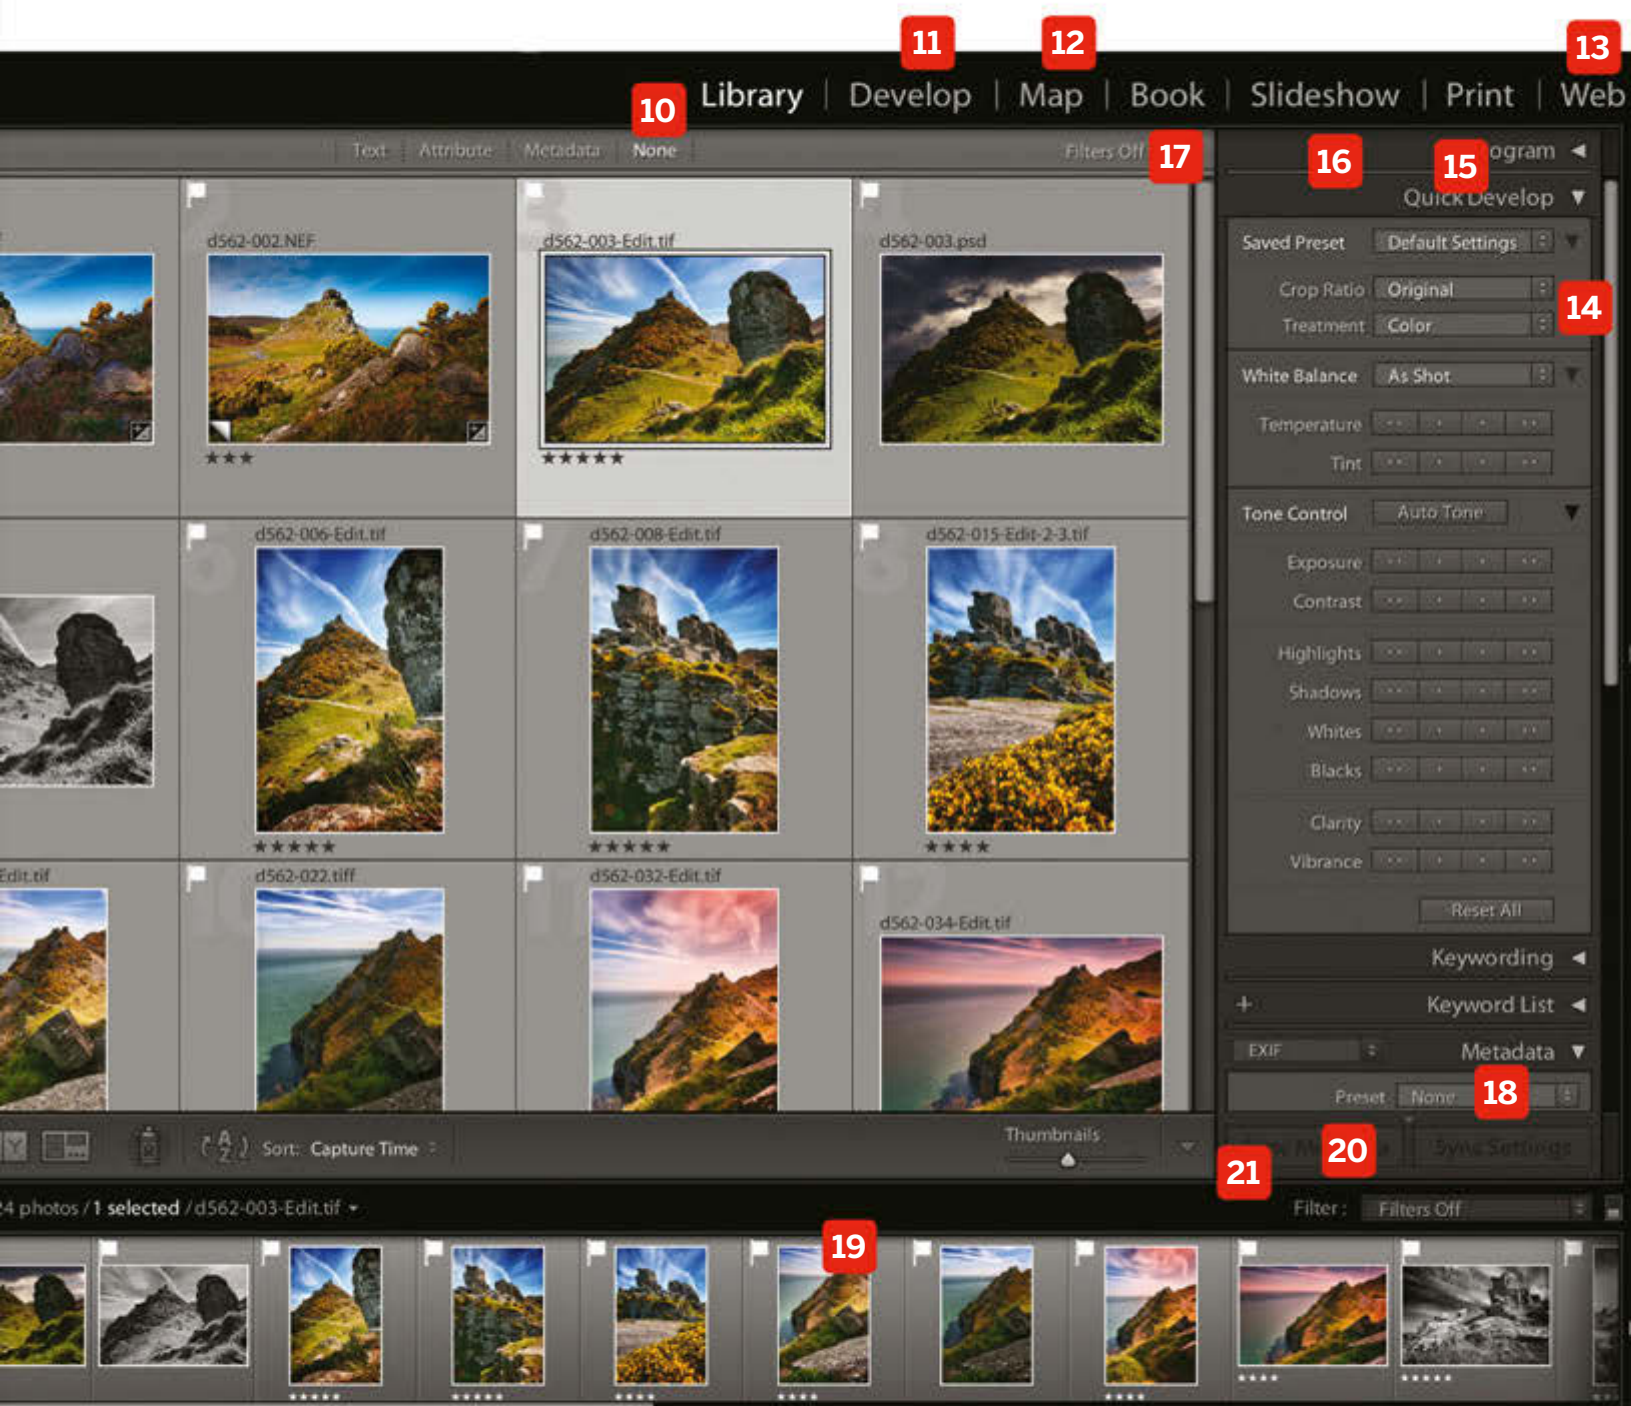 11
12
13
10
Library | Develop | Map | Book | Slideshow | Print | Web
Text Attribute Metadata None
Filters Off
17
16
15
ogram
Quick Develop
d562-002.NEF
d562-003-Edit.tif
d562-003.psd
Saved Preset Default Settings
Crop Ratio Original
14
Treatment Color
White Balance As Shot
Temperature
Tint
Tone Control Auto Tone
d562-006-Edit.tif
d562-008-Edit.tif
d562-015-Edit-2-3.tif
Exposure
Contrast
Highlights
Shadows
Whites
Blacks
Clarity
Vibrance
Edit.tif
d562-022.tiff
d562-032-Edit.tif
d562-034-Edit.tif
Reset All
Keywording
Keyword List
EXIF Metadata
Preset None
18
Sort: Capture Time
Thumbnails
20
Sync Settings
21
24 photos / 1 selected / d562-003-Edit.tif
Filter: Filters Off
19